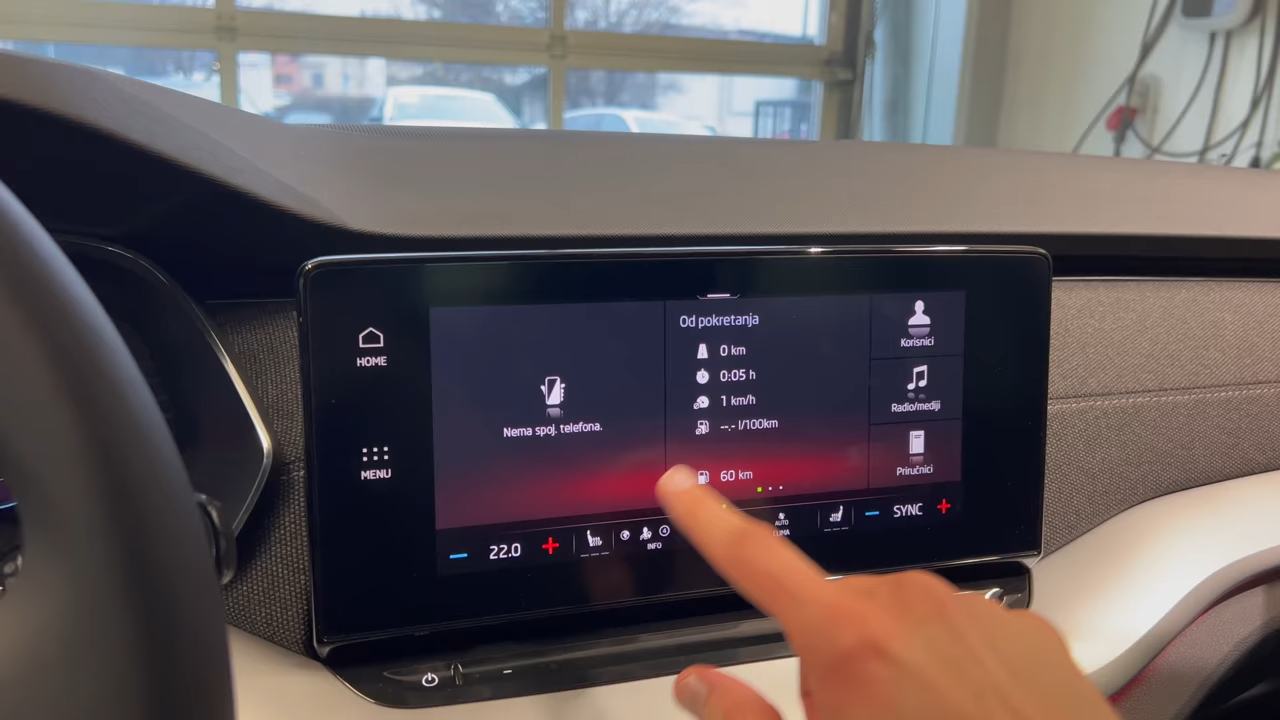 HOME
MENU
Nema spoj. telefona.
Od pokretanja
0 km
0:05 h
1 km/h
--,- l/100km
60 km
Korisnici
Radio/mediji
Priručnici
22.0
INFO
AUTO
SYNC